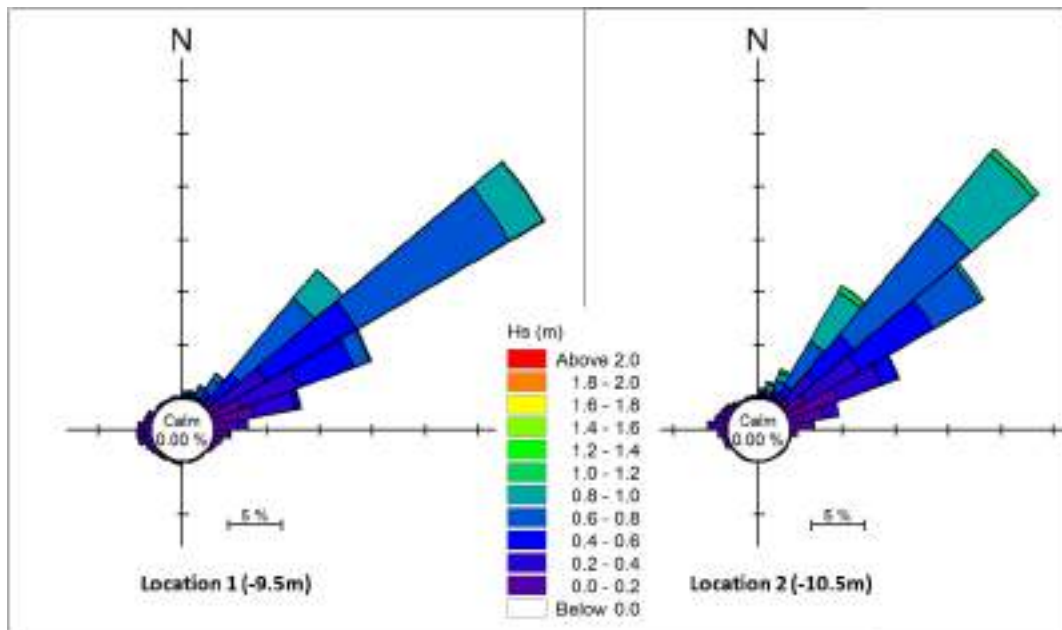 N
N
Calm
0.00 %
Calm
0.00 %
Hs (m)
Above 2.0
1.8 - 2.0
1.6 - 1.8
1.4 - 1.6
1.2 - 1.4
1.0 - 1.2
0.8 - 1.0
0.6 - 0.8
0.4 - 0.6
0.2 - 0.4
0.0 - 0.2
Below 0.0
5 %
5 %
Location 1 (-9.5m)
Location 2 (-10.5m)